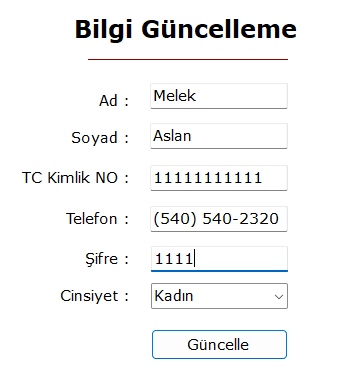 Bilgi Güncelleme
Ad : Melek
Soyad : Aslan
TC Kimlik NO : 11111111111
Telefon : (540) 540-2320
Şifre : 1111
Cinsiyet : Kadın
Güncelle